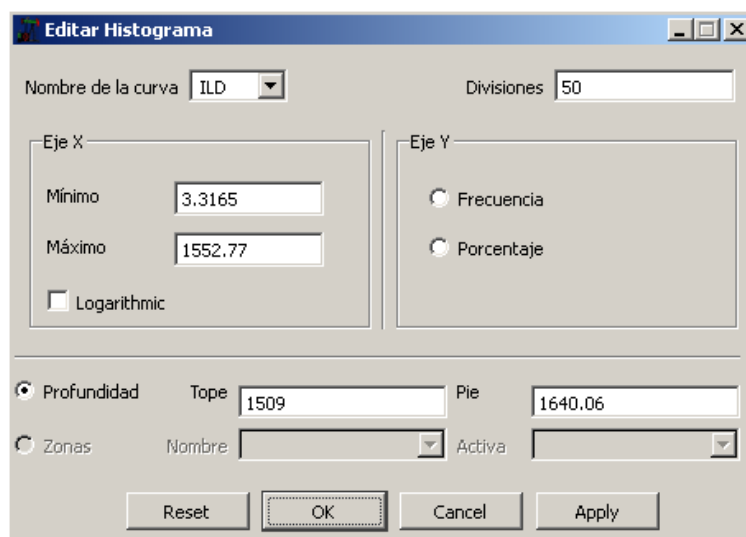 Editar Histograma
Nombre de la curva ILD Divisiones 50
Eje X
Mínimo 3.3165
Máximo 1552.77
Logarithmic
Eje Y
Frecuencia
Porcentaje
Profundidad Tope 1509 Pie 1640.06
Zonas Nombre Activa
Reset OK Cancel Apply